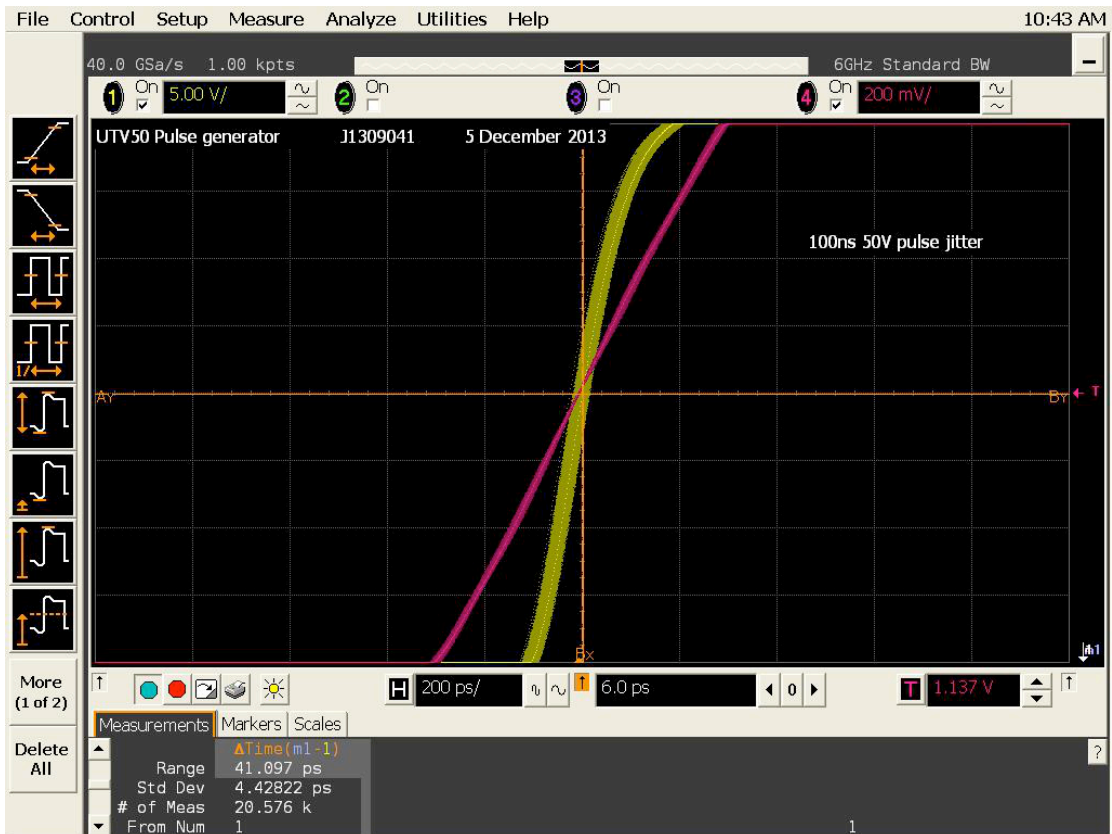 File Control Setup Measure Analyze Utilities Help 10:43 AM
40.0 GSa/s 1.00 kpts 6GHz Standard BW
1 On 5.00 V/ 2 On 3 On 4 On 200 mV/
UTV50 Pulse generator J1309041 5 December 2013
100ns 50V pulse jitter
1/
AY BY T
BX
More
(1 of 2)
Delete
All
H 200 ps/ 6.0 ps 0 T 1.137 V
Measurements Markers Scales
ΔTime(m1-1)
Range 41.097 ps
Std Dev 4.42822 ps
# of Meas 20.576 k
From Num 1 1
?